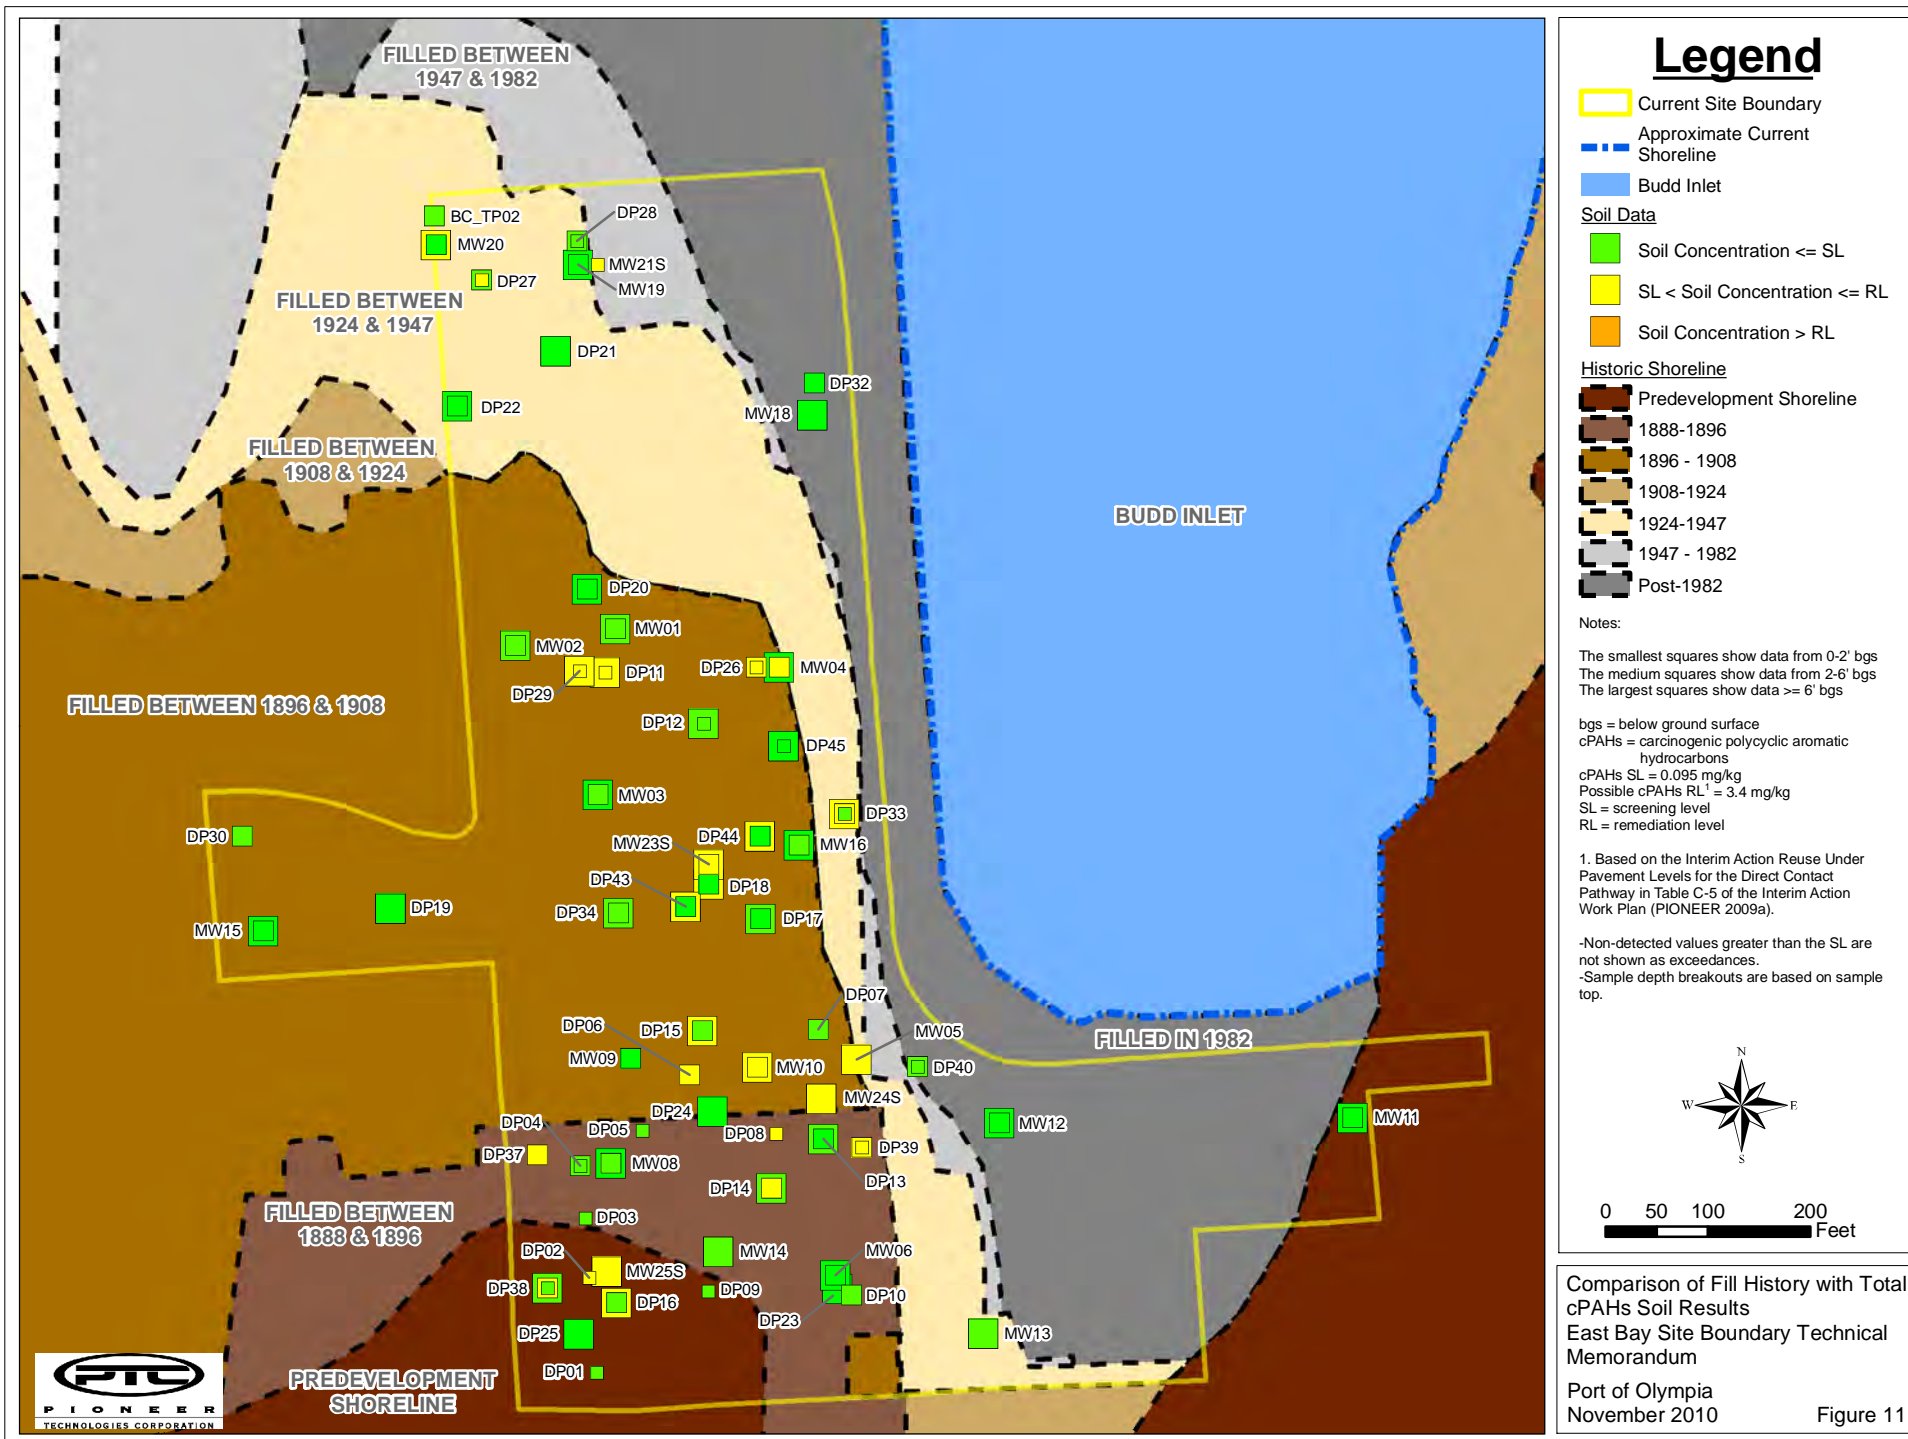 FILLED BETWEEN
1947 & 1982
BC_TP02
MW20
DP28
MW21S
DP27
MW19
FILLED BETWEEN
1924 & 1947
DP21
DP32
DP22
MW18
FILLED BETWEEN
1908 & 1924
BUDD INLET
DP20
MW01
MW02
DP11
DP26
MW04
DP29
FILLED BETWEEN 1896 & 1908
DP12
DP45
MW03
DP33
DP30
DP44
MW23S
MW16
DP43
DP18
DP19
DP34
DP17
MW15
DP07
DP06
DP15
MW05
FILLED IN 1982
MW09
MW10
DP40
MW24S
DP24
DP04
DP05
DP08
MW12
MW11
DP37
MW08
DP39
DP13
DP14
FILLED BETWEEN
1888 & 1896
DP03
DP02
MW14
MW06
MW25S
DP38
DP09
DP10
DP16
DP23
DP25
MW13
DP01
PREDEVELOPMENT
SHORELINE
PTC
PIONEER
TECHNOLOGIES CORPORATION
Legend
Current Site Boundary
Approximate Current
Shoreline
Budd Inlet
Soil Data
Soil Concentration <= SL
SL < Soil Concentration <= RL
Soil Concentration > RL
Historic Shoreline
Predevelopment Shoreline
1888-1896
1896 - 1908
1908-1924
1924-1947
1947 - 1982
Post-1982
Notes:
The smallest squares show data from 0-2' bgs
The medium squares show data from 2-6' bgs
The largest squares show data >= 6' bgs
bgs = below ground surface
cPAHs = carcinogenic polycyclic aromatic
hydrocarbons
cPAHs SL = 0.095 mg/kg
Possible cPAHs RL¹ = 3.4 mg/kg
SL = screening level
RL = remediation level
1. Based on the Interim Action Reuse Under
Pavement Levels for the Direct Contact
Pathway in Table C-5 of the Interim Action
Work Plan (PIONEER 2009a).
-Non-detected values greater than the SL are
not shown as exceedances.
-Sample depth breakouts are based on sample
top.
N
W E
S
0 50 100 200
Feet
Comparison of Fill History with Total
cPAHs Soil Results
East Bay Site Boundary Technical
Memorandum
Port of Olympia
November 2010 Figure 11